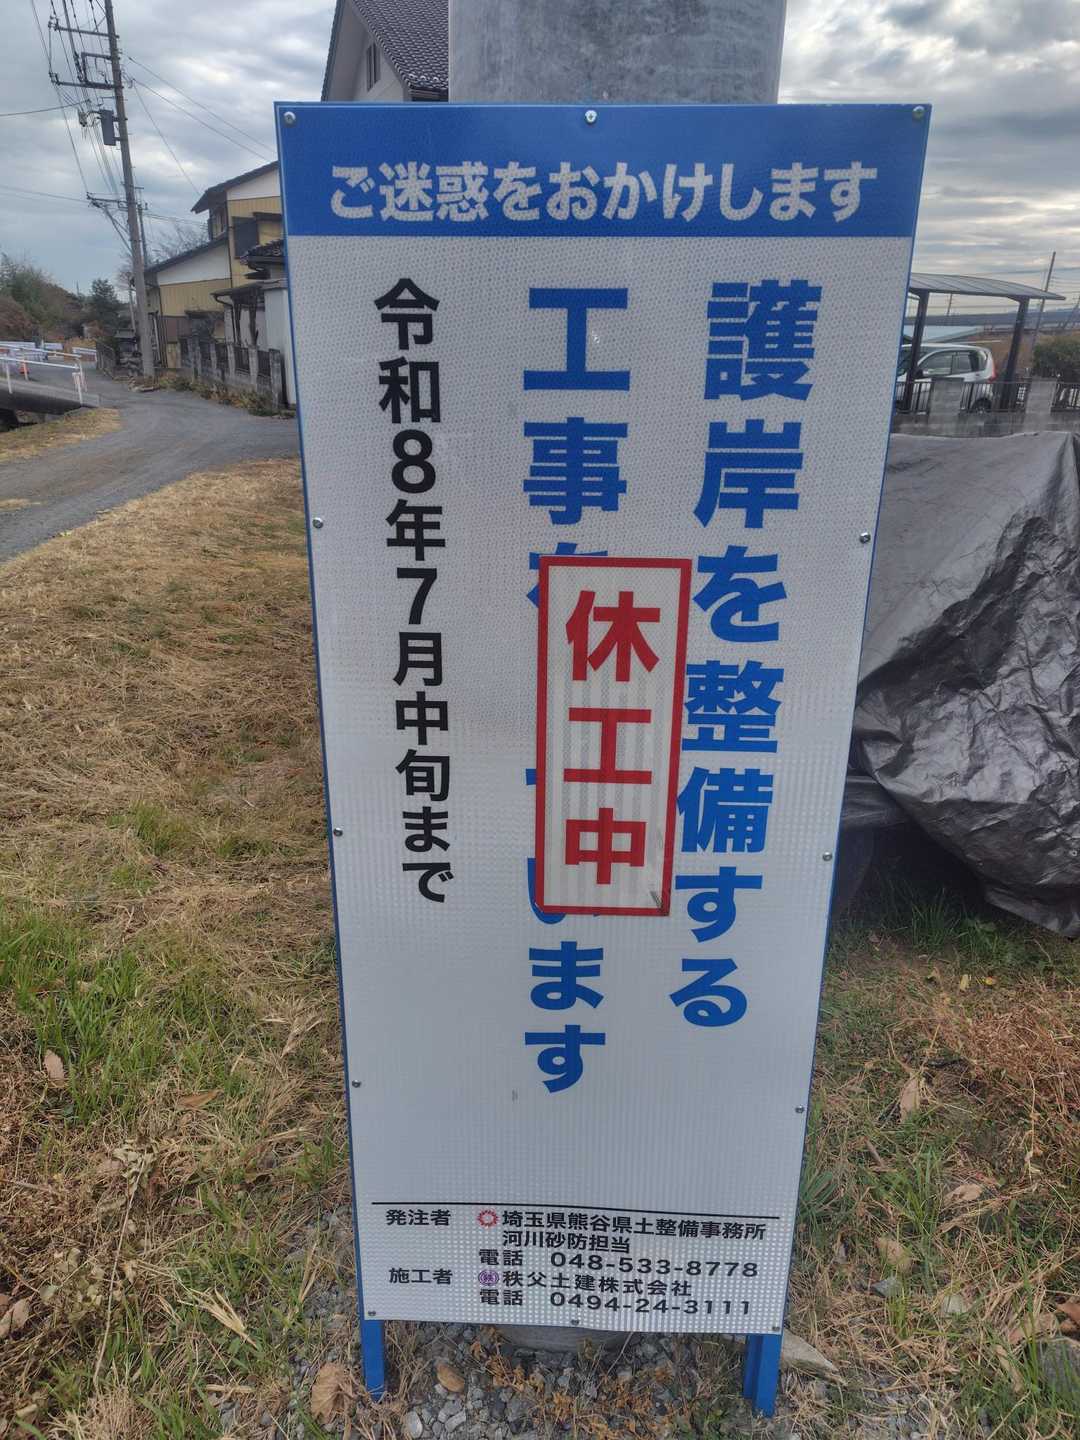 ご迷惑をおかけします
護岸を整備する
工事を います
休工中
令和8年7月中旬まで
発注者 埼玉県熊谷県土整備事務所
河川砂防担当
電話 048-533-8778
施工者 秩父土建株式会社
電話 0494-24-3111